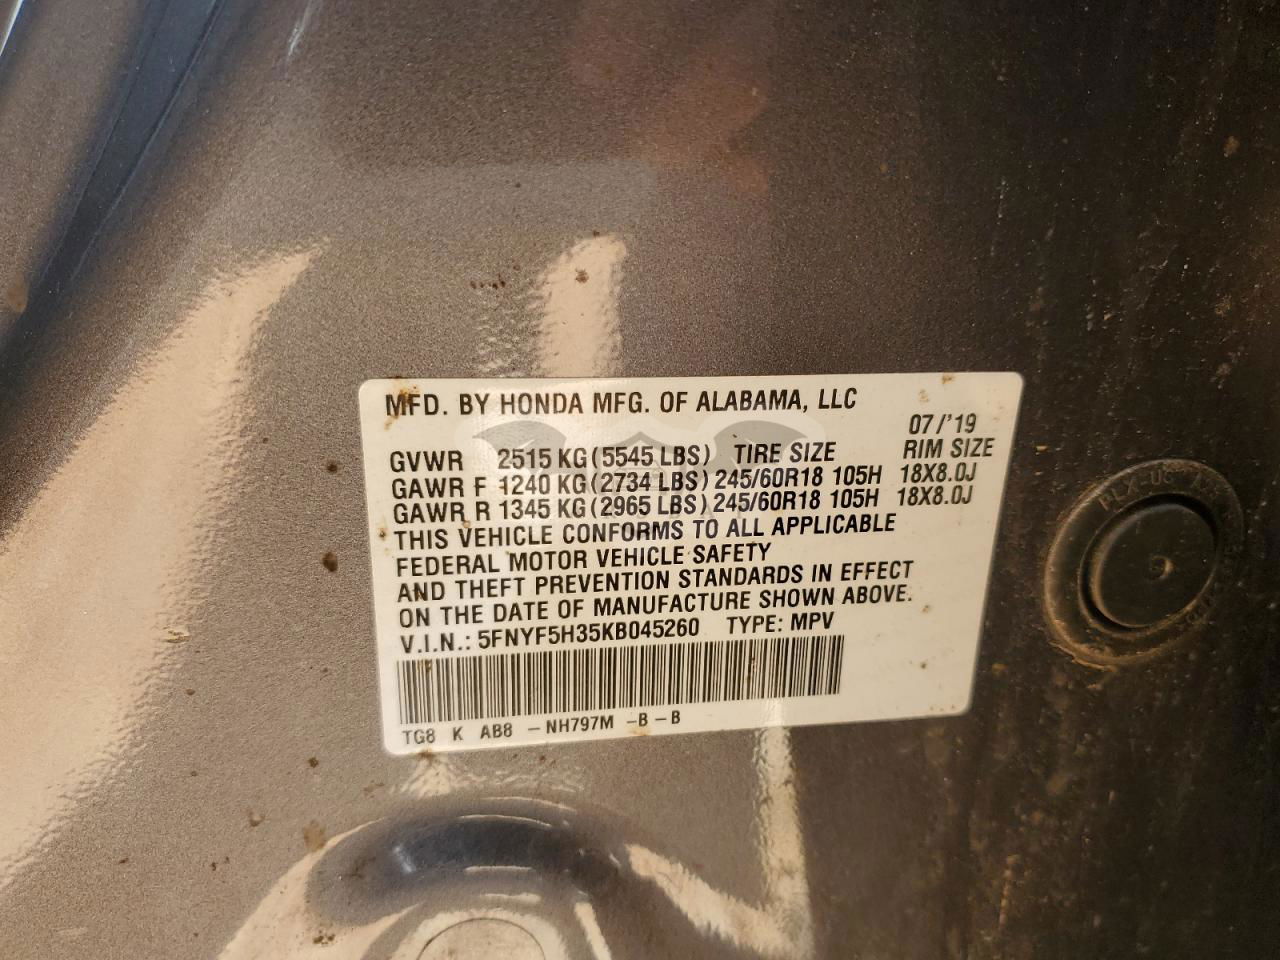 MFD. BY HONDA MFG. OF ALABAMA, LLC
07/'19
GVWR 2515 KG(5545 LBS) TIRE SIZE RIM SIZE
GAWR F 1240 KG(2734 LBS) 245/60R18 105H 18X8.0J
GAWR R 1345 KG(2965 LBS) 245/60R18 105H 18X8.0J
THIS VEHICLE CONFORMS TO ALL APPLICABLE
FEDERAL MOTOR VEHICLE SAFETY
AND THEFT PREVENTION STANDARDS IN EFFECT
ON THE DATE OF MANUFACTURE SHOWN ABOVE.
V.I.N.: 5FNYF5H35KB045260 TYPE: MPV
TG8 K AB8 -NH797M -B-B